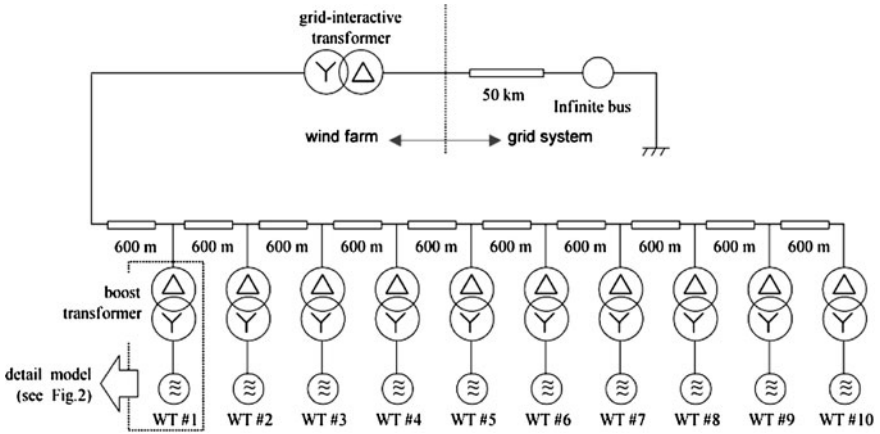 grid-interactive
transformer
50 km
Infinite bus
wind farm
grid system
600 m 600 m 600 m 600 m 600 m 600 m 600 m 600 m 600 m 600 m
boost
transformer
detail model
(see Fig.2)
WT #1 WT #2 WT #3 WT #4 WT #5 WT #6 WT #7 WT #8 WT #9 WT #10